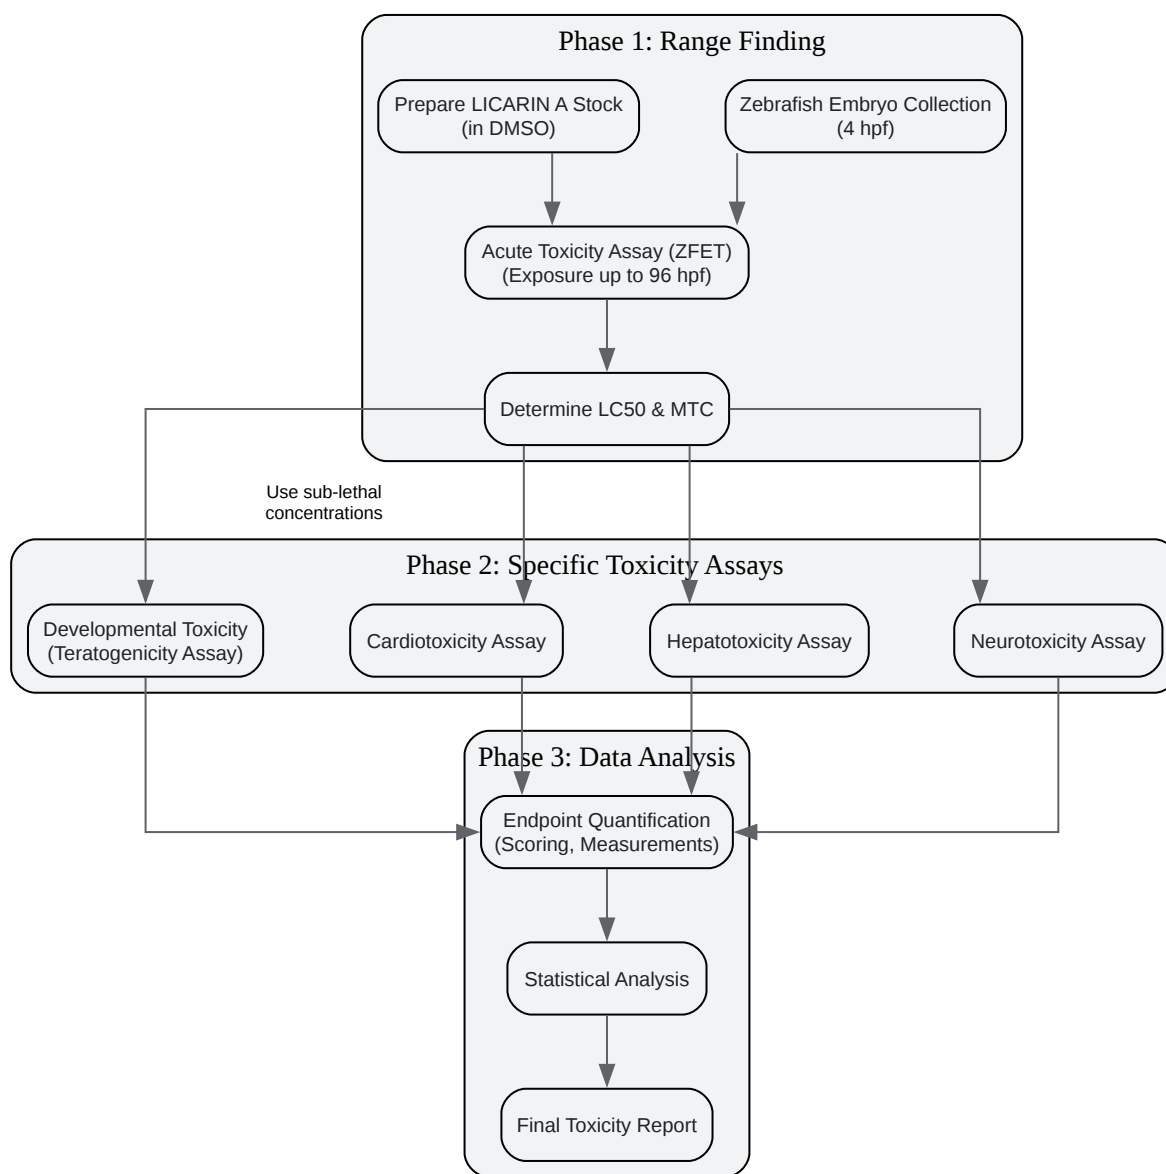 Phase 1: Range Finding
Prepare LICARIN A Stock
(in DMSO)
Zebrafish Embryo Collection
(4 hpf)
Acute Toxicity Assay (ZFET)
(Exposure up to 96 hpf)
Determine LC50 & MTC
Use sub-lethal
concentrations
Phase 2: Specific Toxicity Assays
Developmental Toxicity
(Teratogenicity Assay)
Cardiotoxicity Assay
Hepatotoxicity Assay
Neurotoxicity Assay
Phase 3: Data Analysis
Endpoint Quantification
(Scoring, Measurements)
Statistical Analysis
Final Toxicity Report